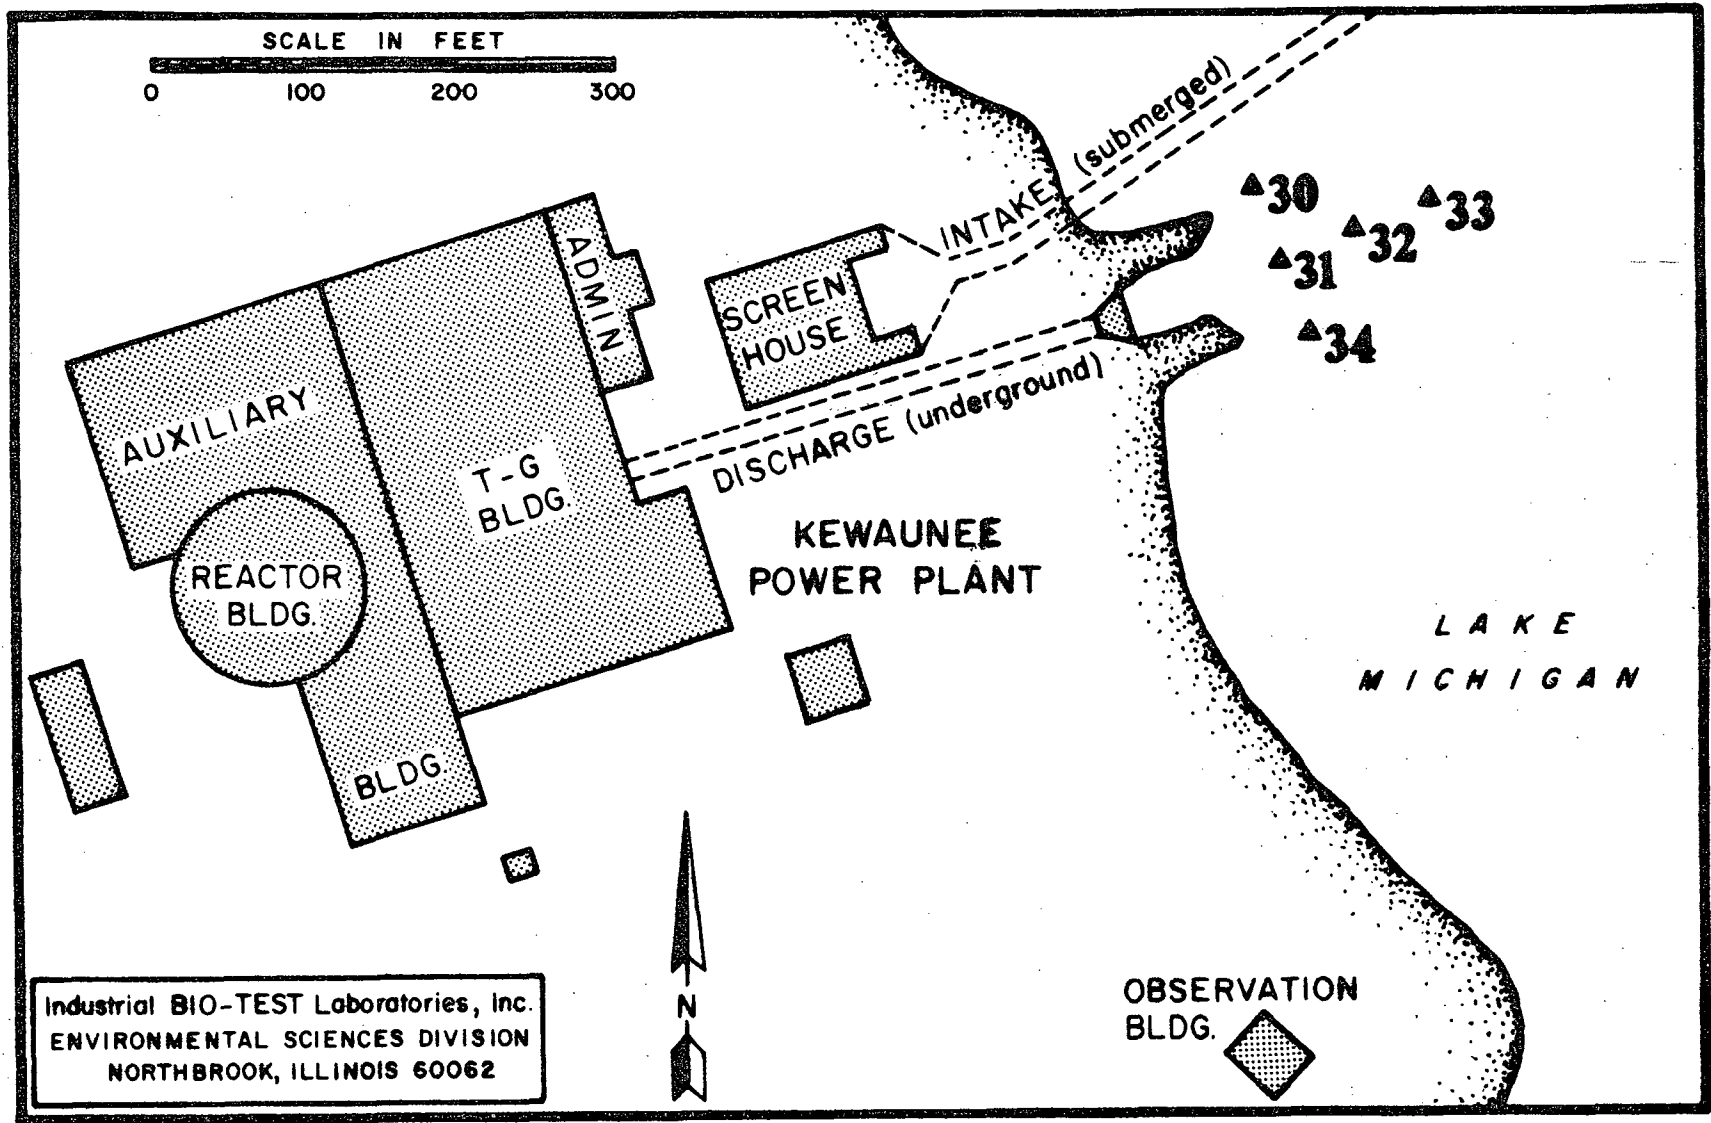 SCALE IN FEET
0 100 200 300
(submerged)
INTAKE
30
33
32
31
34
ADMIN
SCREEN
HOUSE
DISCHARGE (underground)
AUXILIARY
T-G
BLDG.
KEWAUNEE
POWER PLANT
REACTOR
BLDG.
LAKE
MICHIGAN
BLDG.
N
OBSERVATION
BLDG.
Industrial BIO-TEST Laboratories, Inc.
ENVIRONMENTAL SCIENCES DIVISION
NORTHBROOK, ILLINOIS 60062